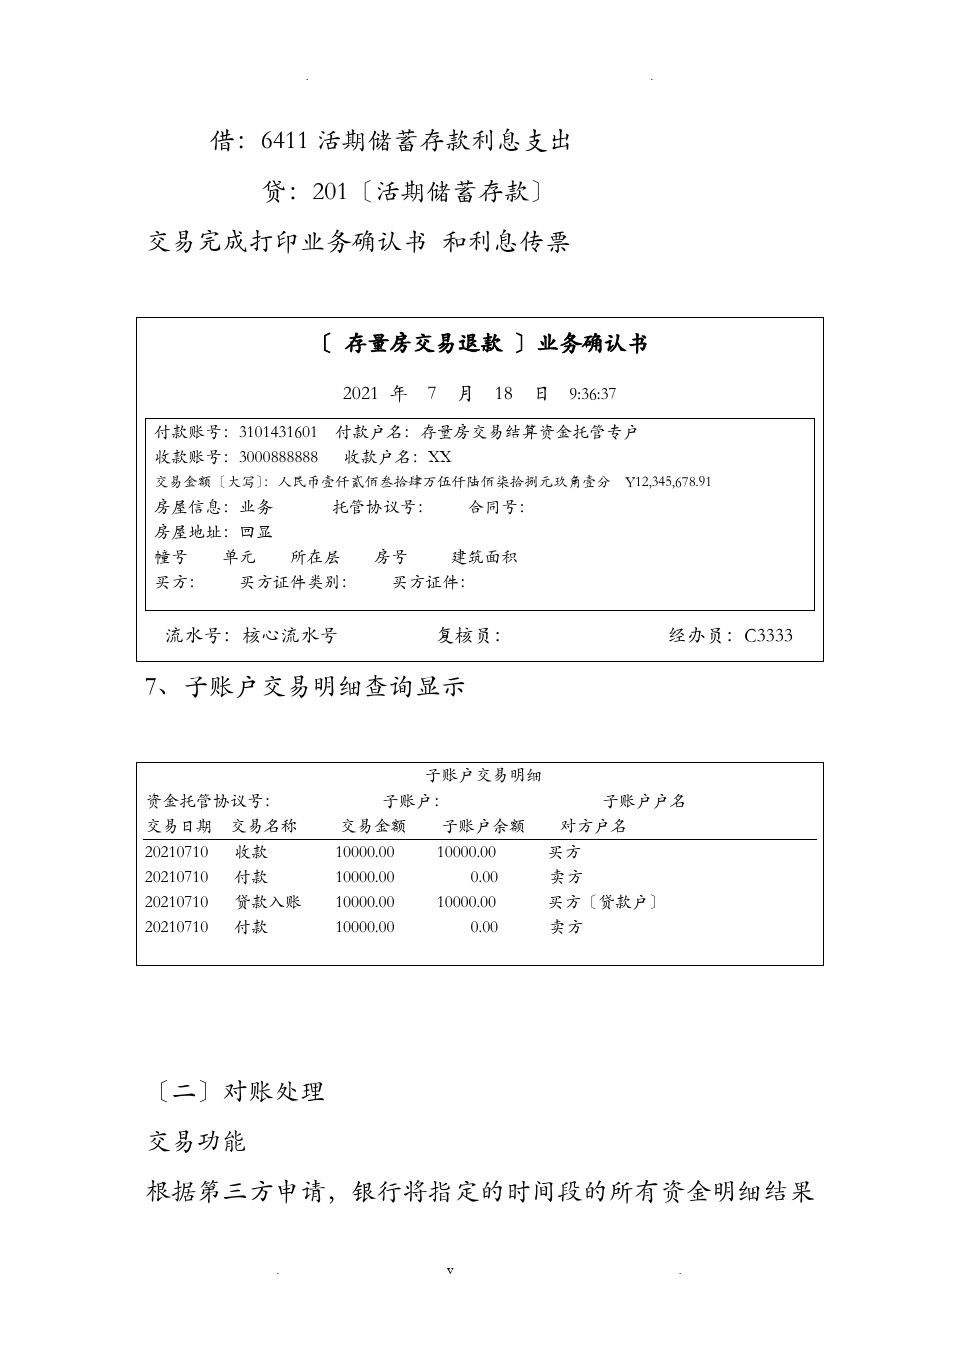 借：6411 活期储蓄存款利息支出
贷：201〔活期储蓄存款〕
交易完成打印业务确认书 和利息传票
〔 存量房交易退款 〕业务确认书
2021 年 7 月 18 日 9:36:37
付款账号：3101431601 付款户名：存量房交易结算资金托管专户
收款账号：3000888888 收款户名：XX
交易金额〔大写〕：人民币壹仟贰佰叁拾肆万伍仟陆佰柒拾捌元玖角壹分 Y12,345,678.91
房屋信息：业务 托管协议号： 合同号：
房屋地址：回显
幢号 单元 所在层 房号 建筑面积
买方： 买方证件类别： 买方证件：
流水号：核心流水号 复核员： 经办员：C3333
7、子账户交易明细查询显示
子账户交易明细
资金托管协议号： 子账户： 子账户户名
交易日期 交易名称 交易金额 子账户余额 对方户名
20210710 收款 10000.00 10000.00 买方
20210710 付款 10000.00 0.00 卖方
20210710 贷款入账 10000.00 10000.00 买方〔贷款户〕
20210710 付款 10000.00 0.00 卖方
〔二〕对账处理
交易功能
根据第三方申请，银行将指定的时间段的所有资金明细结果
. v .